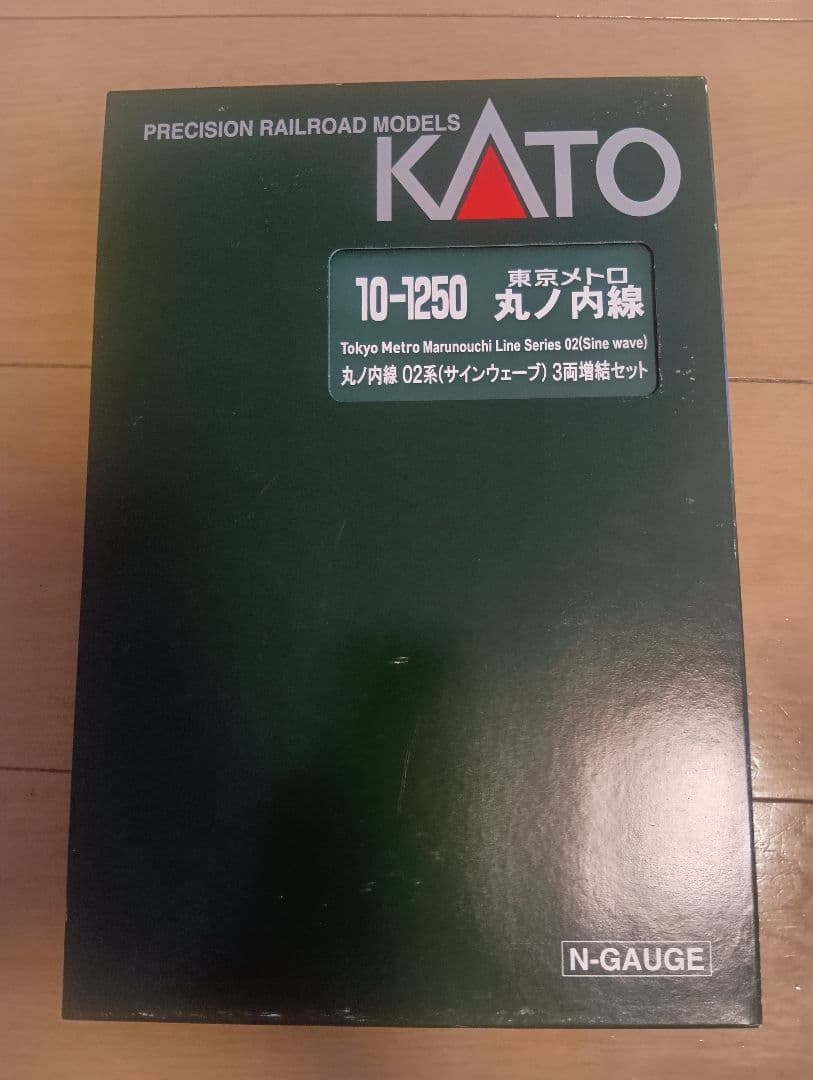 PRECISION RAILROAD MODELS
KATO
10-1250
東京メトロ
丸ノ内線
Tokyo Metro Marunouchi Line Series 02(Sine wave)
丸ノ内線 02系(サインウェーブ) 3両増結セット
N-GAUGE